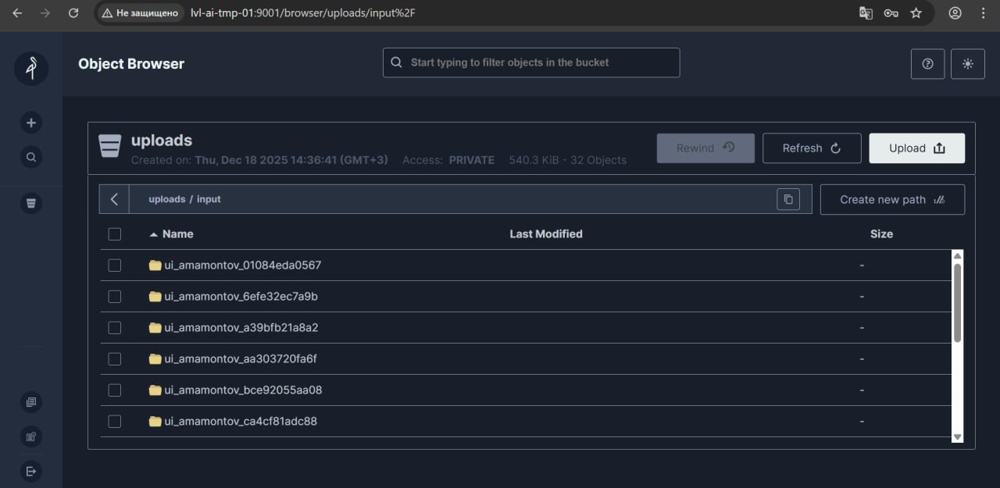 Не защищено lvl-ai-tmp-01:9001/browser/uploads/input%2F
Object Browser
Start typing to filter objects in the bucket
uploads
Created on: Thu, Dec 18 2025 14:36:41 (GMT+3) Access: PRIVATE 540.3 KiB - 32 Objects
Rewind
Refresh
Upload
uploads / input
Create new path
Name Last Modified Size
ui_amamontov_01084eda0567 -
ui_amamontov_6efe32ec7a9b -
ui_amamontov_a39bfb21a8a2 -
ui_amamontov_aa303720fa6f -
ui_amamontov_bce92055aa08 -
ui_amamontov_ca4cf81adc88 -